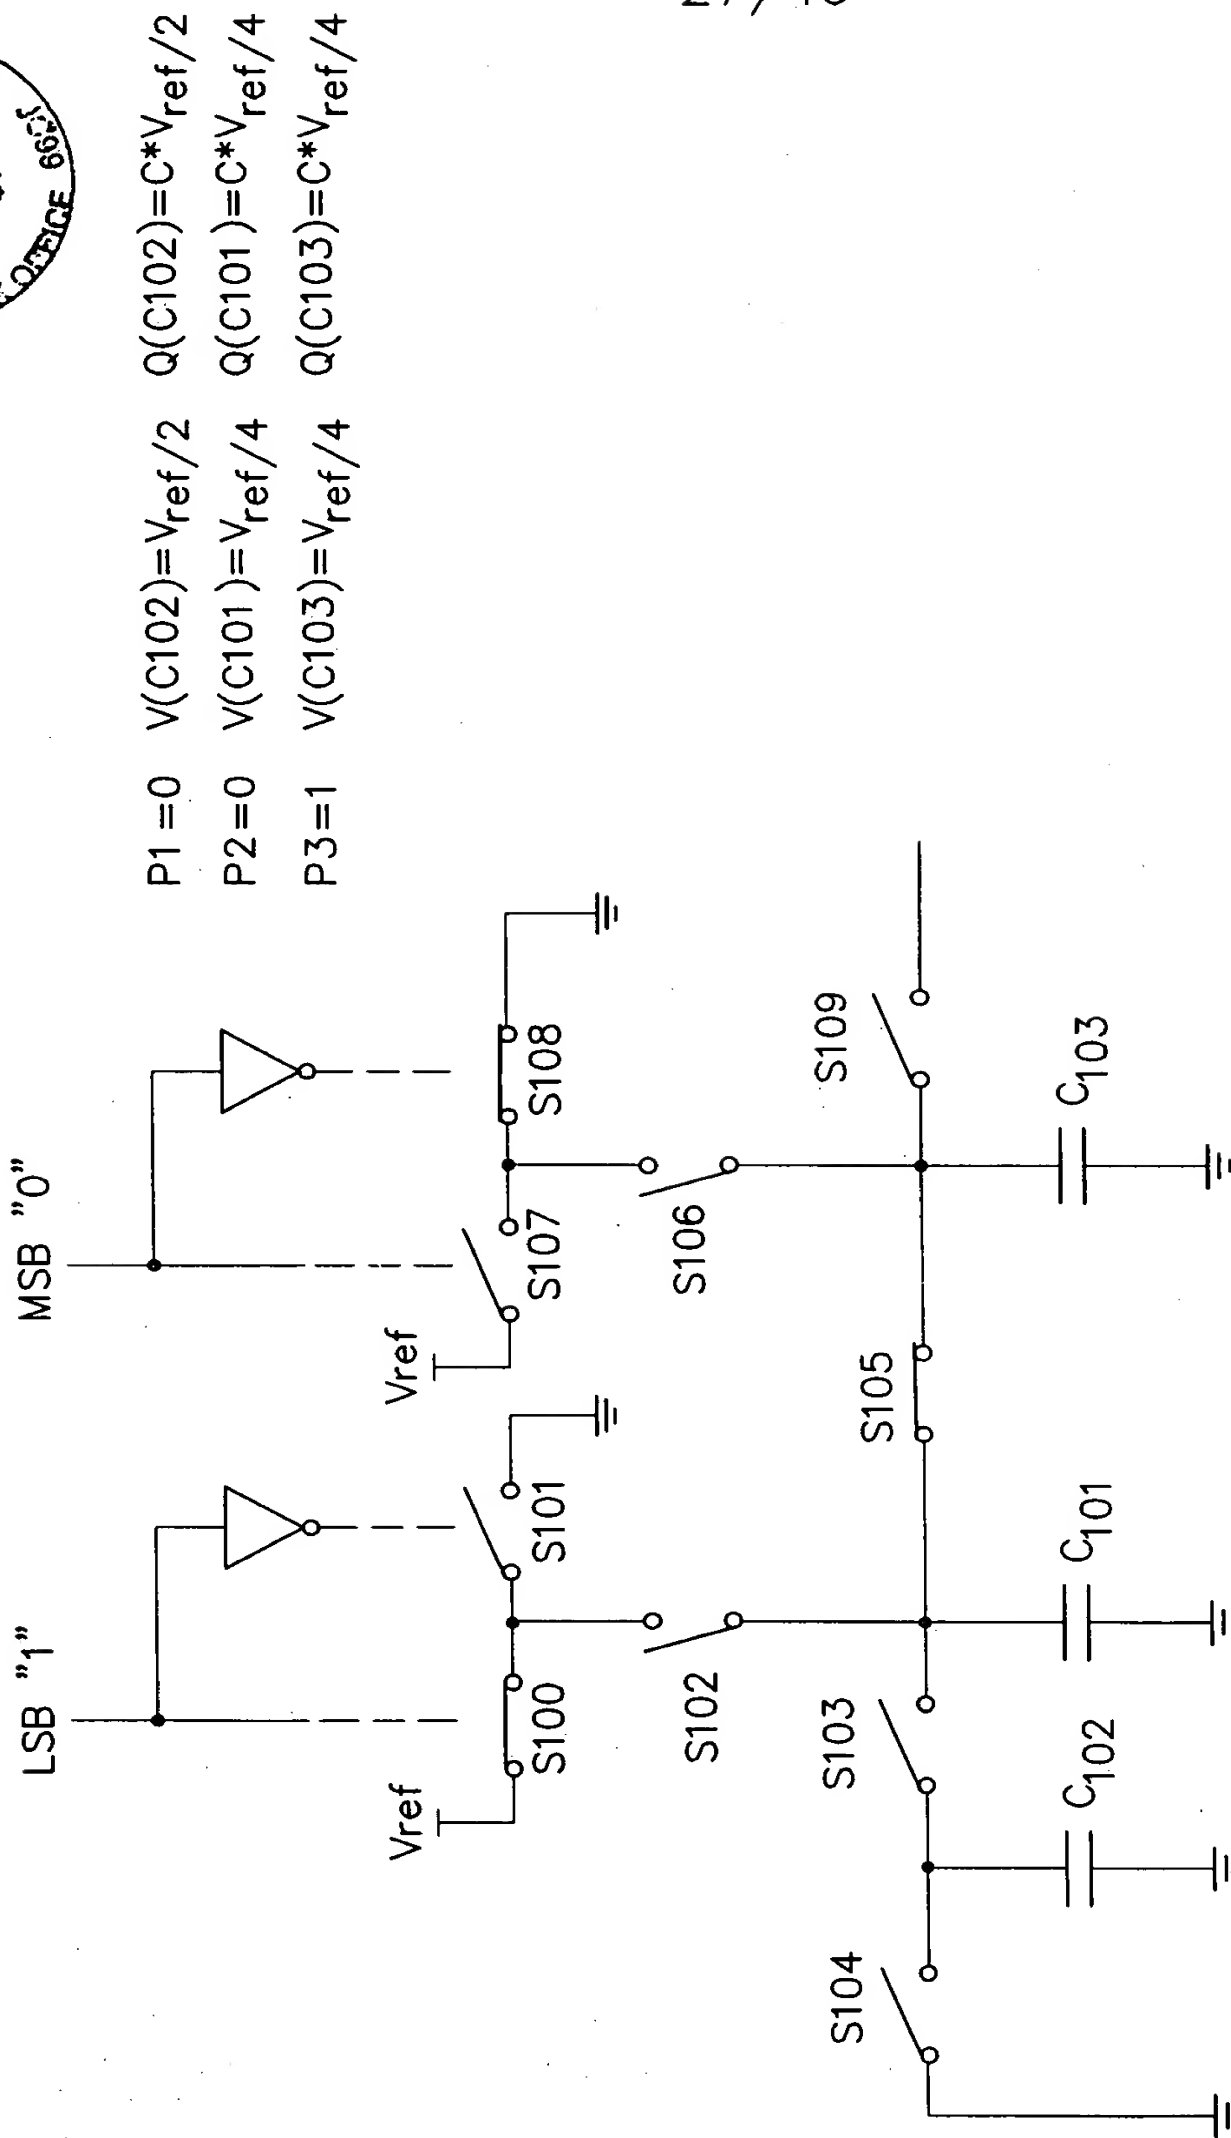 P1=0 V(C102)=Vref/2 Q(C102)=C*Vref/2
P2=0 V(C101)=Vref/4 Q(C101)=C*Vref/4
P3=1 V(C103)=Vref/4 Q(C103)=C*Vref/4
OFFICE
LSB "1"
MSB "0"
Vref
S100
S101
Vref
S107
S108
S102
S106
S104
S103
S105
S109
C102
C101
C103